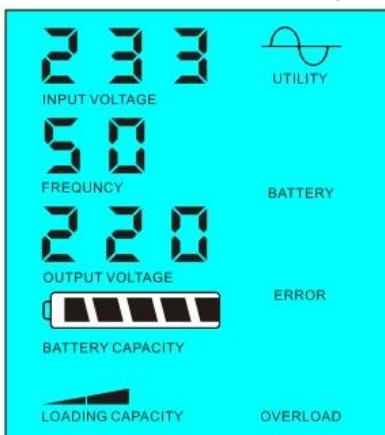 233
INPUT VOLTAGE
UTILITY
50
FREQUNCY
BATTERY
220
OUTPUT VOLTAGE
ERROR
BATTERY CAPACITY
LOADING CAPACITY
OVERLOAD